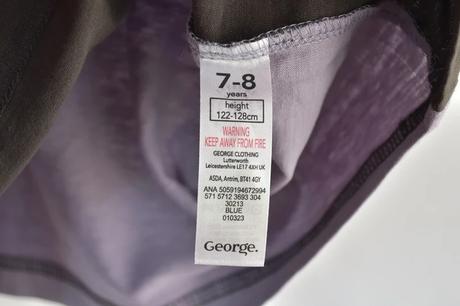 7-8
years
height
122-128cm
WARNING
KEEP AWAY FROM FIRE
GEORGE CLOTHING
Lutterworth
Leicestershire LE17 4XH UK
ASDA, Antrim, BT41 4GY
ANA 5059194672994
571 5712 3693 304
30213
BLUE
010323
George.